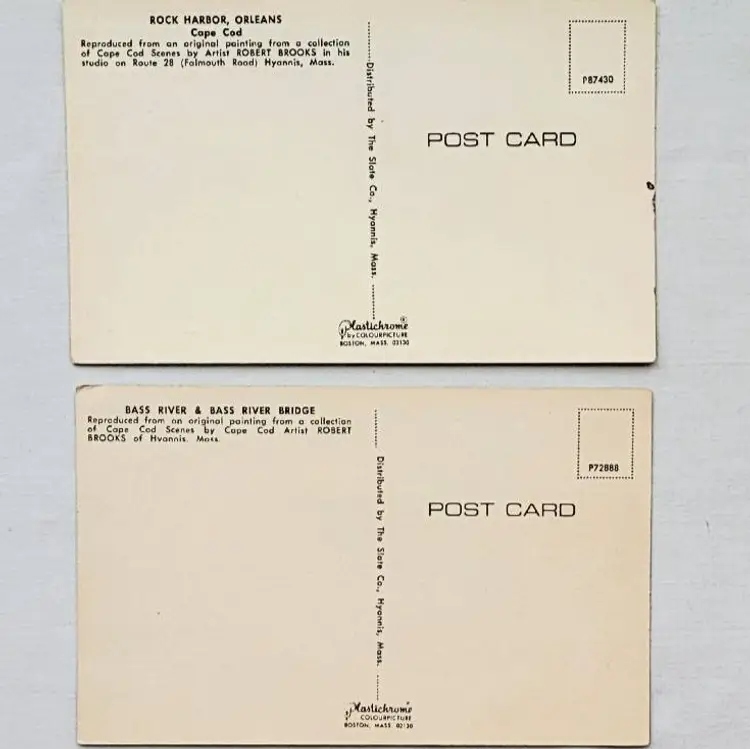 ROCK HARBOR, ORLEANS
Cape Cod
Reproduced from an original painting from a collection
of Cape Cod Scenes by Artist ROBERT BROOKS in his
studio on Route 28 (Falmouth Road) Hyannis, Mass.
P87430
POST CARD
Distributed by The Slate Co., Hyannis, Mass.
Plastichrome®
by COLOURPICTURE
BOSTON, MASS. 02130
BASS RIVER & BASS RIVER BRIDGE
Reproduced from an original painting from a collection
of Cape Cod Scenes by Cape Cod Artist ROBERT
BROOKS of Hyannis, Mass.
P72888
POST CARD
Distributed by The Slate Co., Hyannis, Mass.
Plastichrome®
COLOURPICTURE
BOSTON, MASS 02130